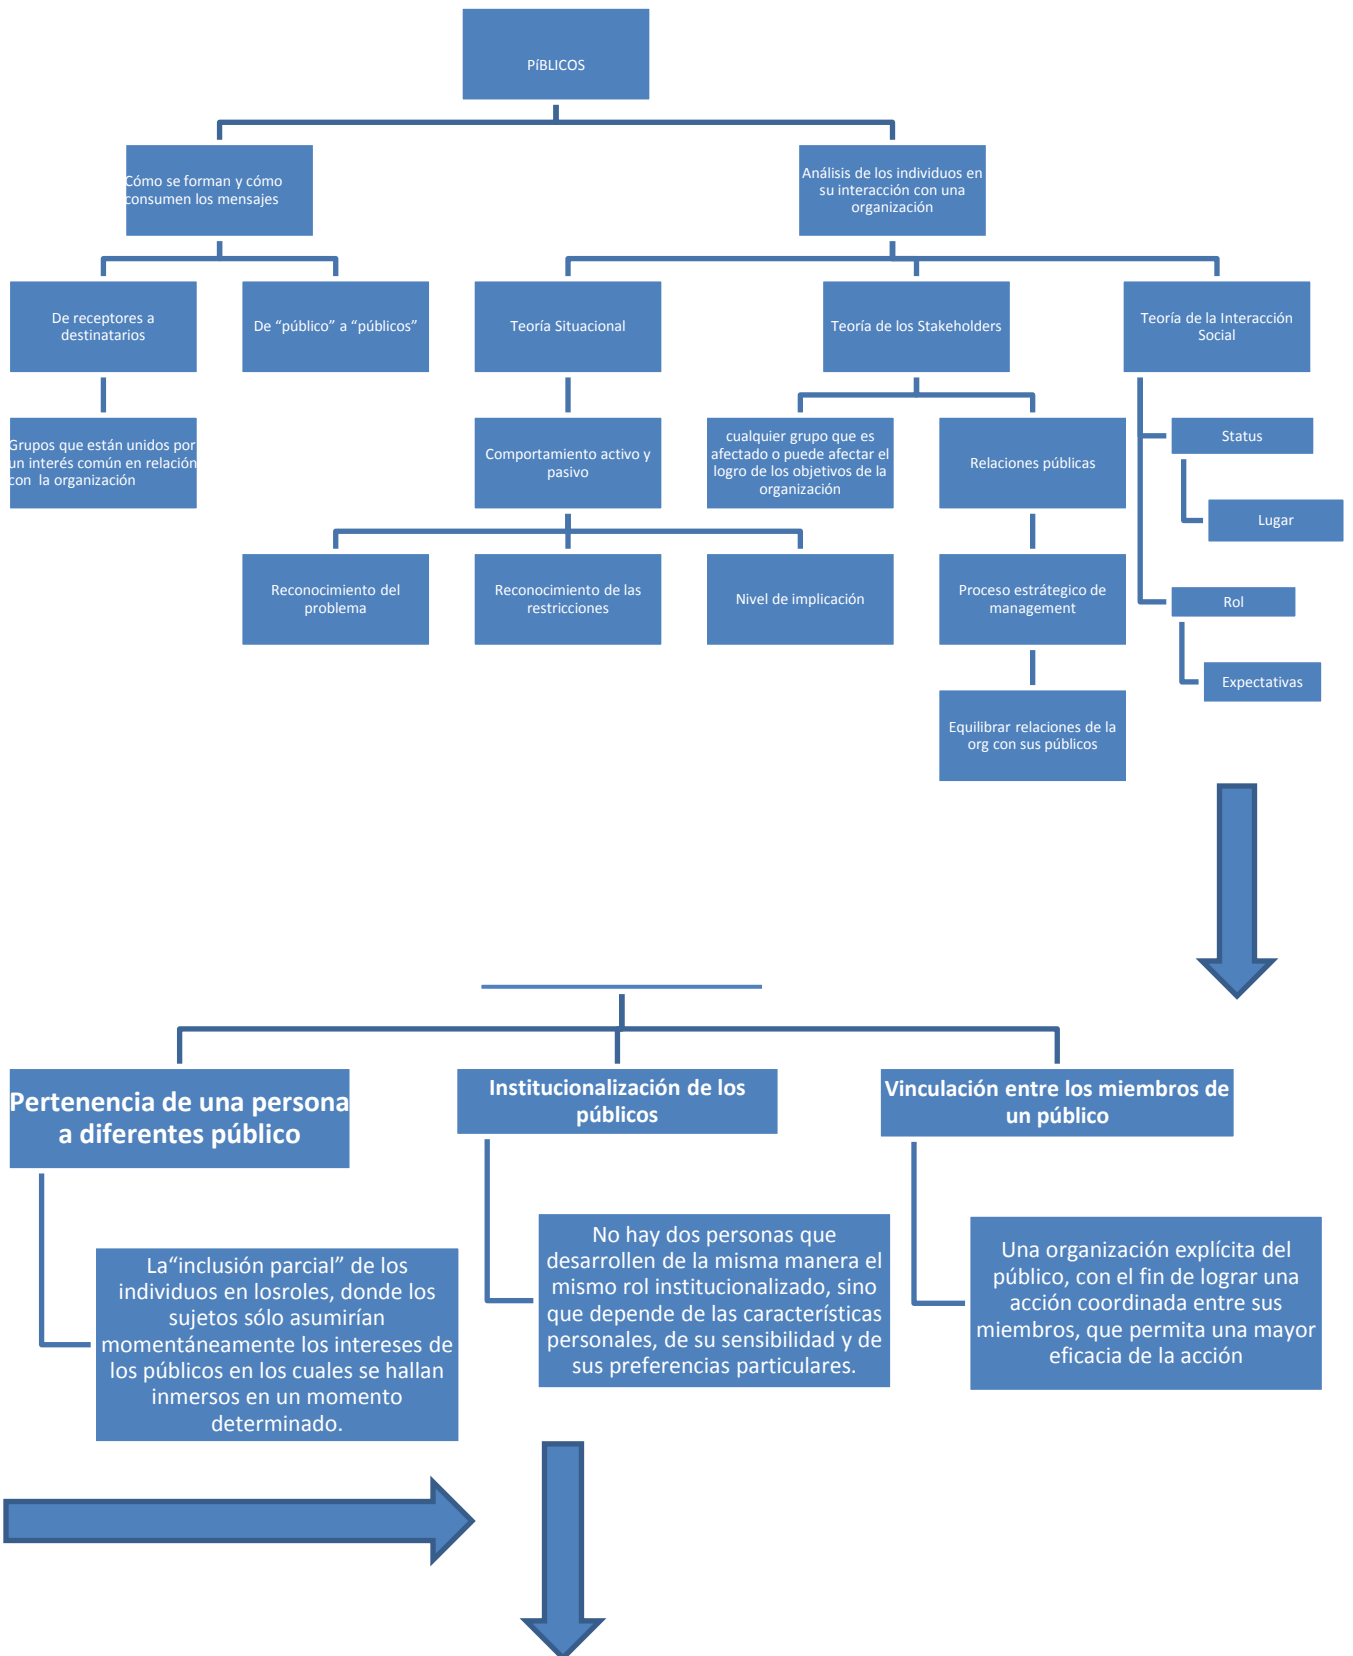 PíBLICOS
Cómo se forman y cómo
consumen los mensajes
Análisis de los individuos en
su interacción con una
organización
De receptores a
destinatarios
De “público” a “públicos”
Teoría Situacional
Teoría de los Stakeholders
Teoría de la Interacción
Social
Grupos que están unidos por
un interés común en relación
con la organización
Comportamiento activo y
pasivo
cualquier grupo que es
afectado o puede afectar el
logro de los objetivos de la
organización
Relaciones públicas
Status
Lugar
Reconocimiento del
problema
Reconocimiento de las
restricciones
Nivel de implicación
Proceso estrátegico de
management
Rol
Expectativas
Equilibrar relaciones de la
org con sus públicos
Pertenencia de una persona
a diferentes público
Institucionalización de los
públicos
Vinculación entre los miembros de
un público
La“inclusión parcial” de los
individuos en losroles, donde los
sujetos sólo asumirían
momentáneamente los intereses de
los públicos en los cuales se hallan
inmersos en un momento
determinado.
No hay dos personas que
desarrollen de la misma manera el
mismo rol institucionalizado, sino
que depende de las características
personales, de su sensibilidad y de
sus preferencias particulares.
Una organización explícita del
público, con el fin de lograr una
acción coordinada entre sus
miembros, que permita una mayor
eficacia de la acción